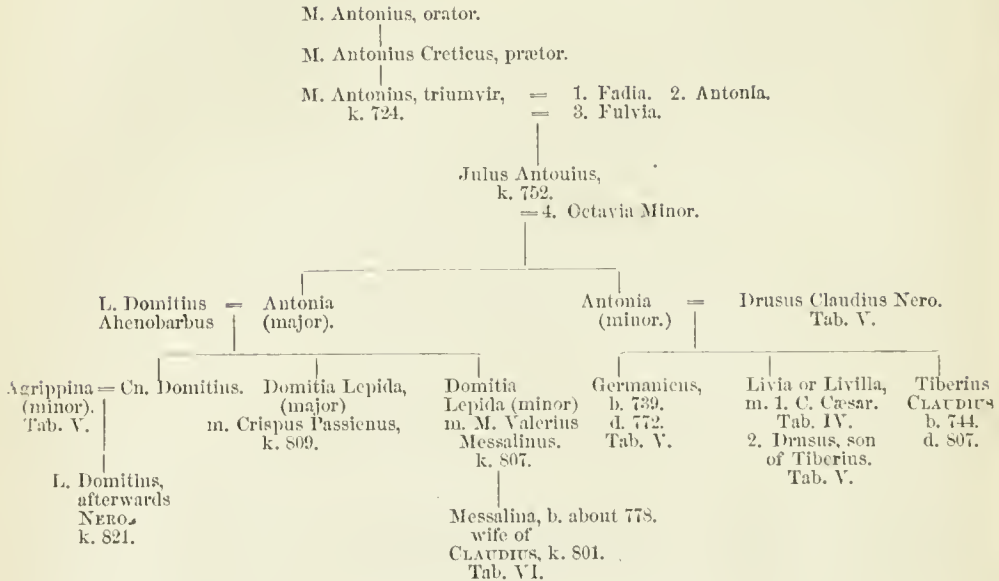 M. Antonius, orator.
M. Antonius Creticus, prætor.
M. Antonius, triumvir, = 1. Fadia. 2. Antonia.
k. 724. = 3. Fulvia.
Julus Antouius,
k. 752.
= 4. Octavia Minor.
L. Domitius = Antonia Antonia = Drusus Claudius Nero.
Ahenobarbus (major). (minor.) Tab. V.
Agrippina = Cn. Domitius. Domitia Lepida, Domitia Germanicus, Livia or Livilla, Tiberius
(minor). (major) Lepida (minor) b. 739. m. 1. C. Cæsar. CLAUDIUS
Tab. V. m. Crispus Passienus, m. M. Valerius d. 772. Tab. IV. b. 744.
k. 809. Messalinus. Tab. V. 2. Drusus, son d. 807.
k. 807. of Tiberius.
L. Domitius, Tab. V.
afterwards
NERO. Messalina, b. about 778.
k. 821. wife of
CLAUDIUS, k. 801.
Tab. VI.